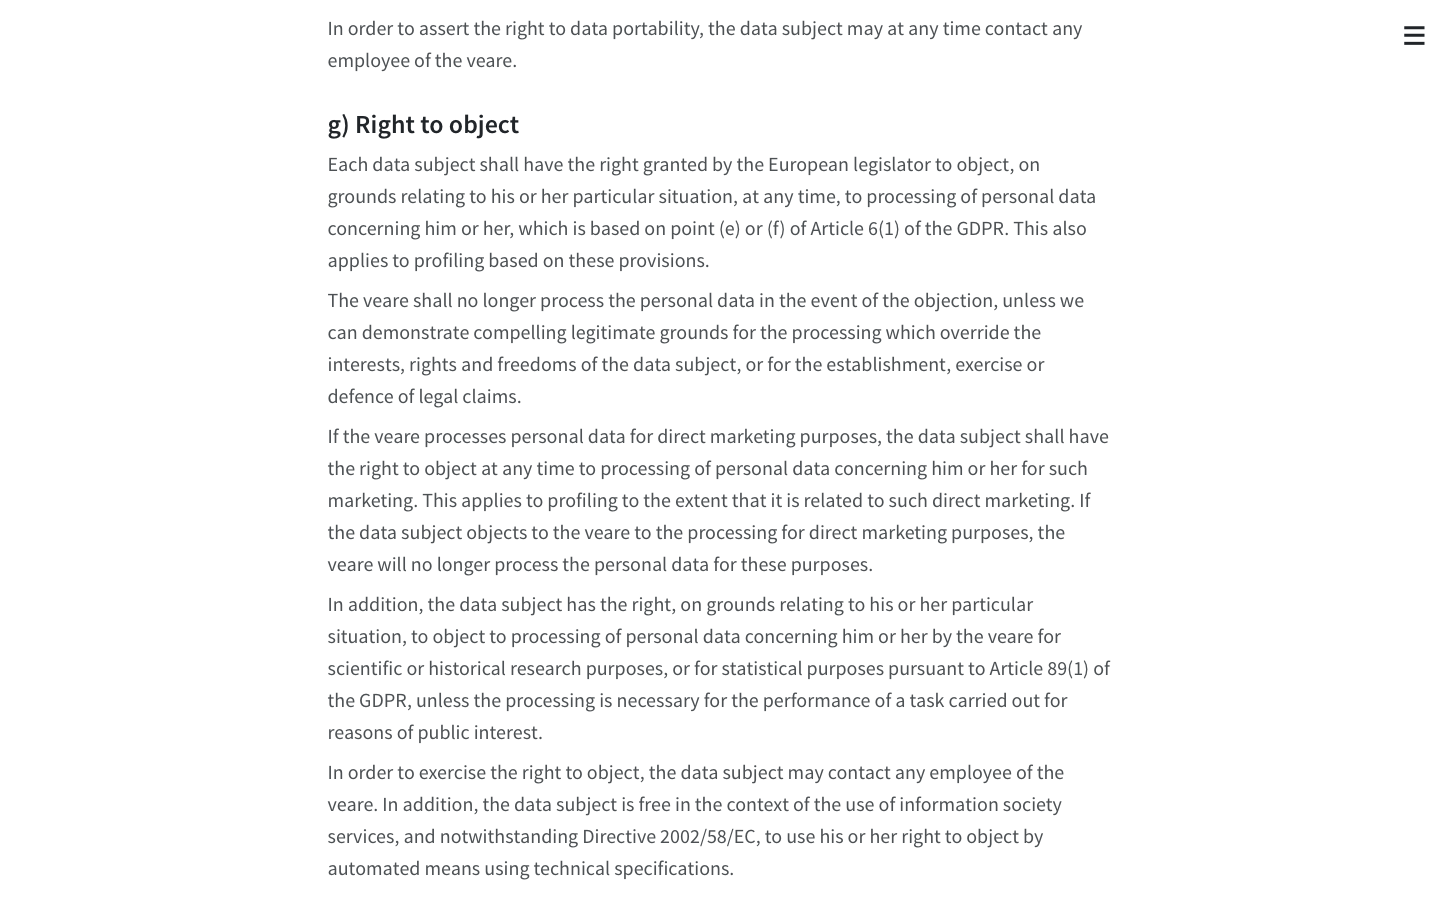 In order to assert the right to data portability, the data subject may at any time contact any
employee of the veare.
g) Right to object
Each data subject shall have the right granted by the European legislator to object, on
grounds relating to his or her particular situation, at any time, to processing of personal data
concerning him or her, which is based on point (e) or (f) of Article 6(1) of the GDPR. This also
applies to profiling based on these provisions.
The veare shall no longer process the personal data in the event of the objection, unless we
can demonstrate compelling legitimate grounds for the processing which override the
interests, rights and freedoms of the data subject, or for the establishment, exercise or
defence of legal claims.
If the veare processes personal data for direct marketing purposes, the data subject shall have
the right to object at any time to processing of personal data concerning him or her for such
marketing. This applies to profiling to the extent that it is related to such direct marketing. If
the data subject objects to the veare to the processing for direct marketing purposes, the
veare will no longer process the personal data for these purposes.
In addition, the data subject has the right, on grounds relating to his or her particular
situation, to object to processing of personal data concerning him or her by the veare for
scientific or historical research purposes, or for statistical purposes pursuant to Article 89(1) of
the GDPR, unless the processing is necessary for the performance of a task carried out for
reasons of public interest.
In order to exercise the right to object, the data subject may contact any employee of the
veare. In addition, the data subject is free in the context of the use of information society
services, and notwithstanding Directive 2002/58/EC, to use his or her right to object by
automated means using technical specifications.